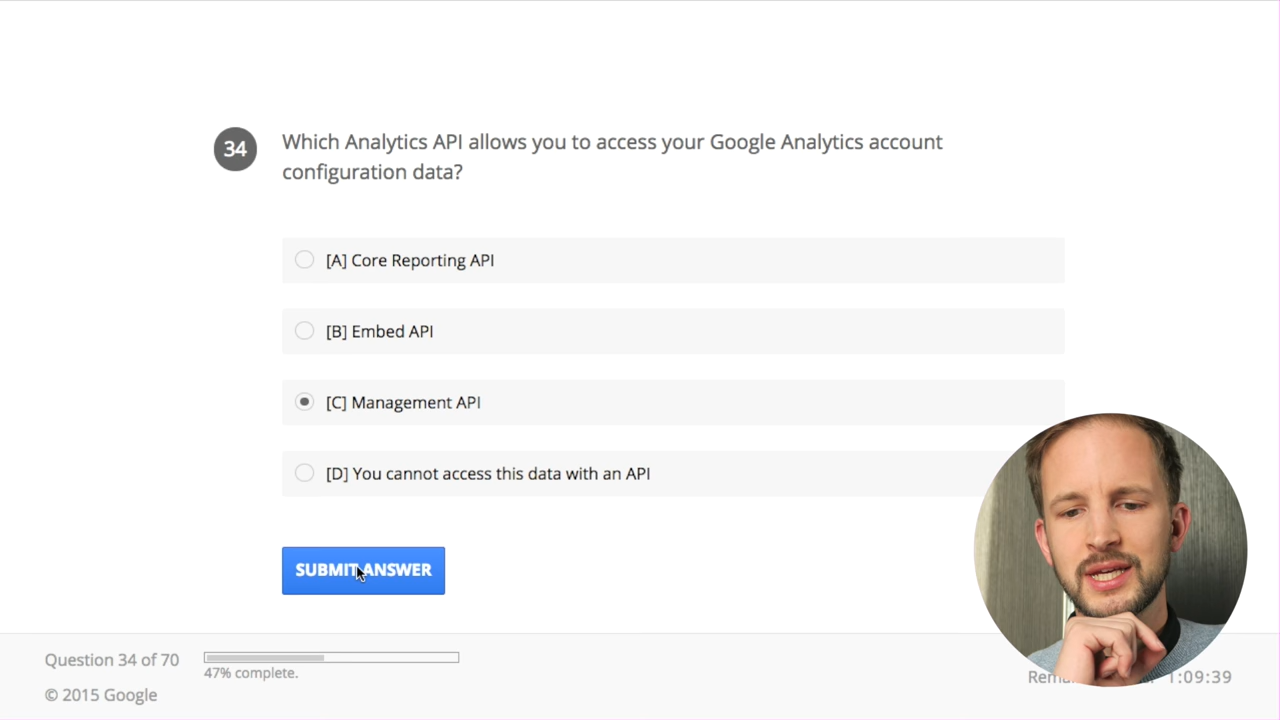 34
Which Analytics API allows you to access your Google Analytics account
configuration data?
[A] Core Reporting API
[B] Embed API
[C] Management API
[D] You cannot access this data with an API
SUBMIT ANSWER
Question 34 of 70
47% complete.
© 2015 Google
1:09:39